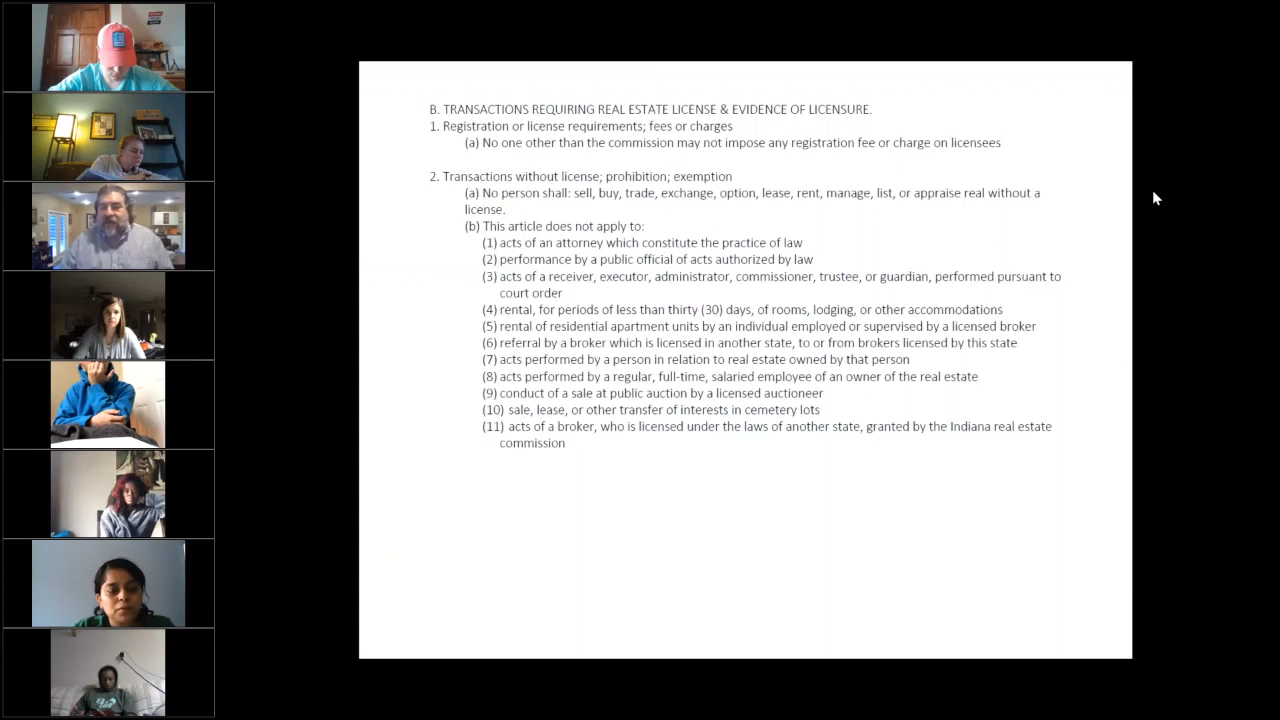 B. TRANSACTIONS REQUIRING REAL ESTATE LICENSE & EVIDENCE OF LICENSURE.
1. Registration or license requirements; fees or charges
(a) No one other than the commission may not impose any registration fee or charge on licensees
2. Transactions without license; prohibition; exemption
(a) No person shall: sell, buy, trade, exchange, option, lease, rent, manage, list, or appraise real without a
license.
(b) This article does not apply to:
(1) acts of an attorney which constitute the practice of law
(2) performance by a public official of acts authorized by law
(3) acts of a receiver, executor, administrator, commissioner, trustee, or guardian, performed pursuant to
court order
(4) rental, for periods of less than thirty (30) days, of rooms, lodging, or other accommodations
(5) rental of residential apartment units by an individual employed or supervised by a licensed broker
(6) referral by a broker which is licensed in another state, to or from brokers licensed by this state
(7) acts performed by a person in relation to real estate owned by that person
(8) acts performed by a regular, full-time, salaried employee of an owner of the real estate
(9) conduct of a sale at public auction by a licensed auctioneer
(10) sale, lease, or other transfer of interests in cemetery lots
(11) acts of a broker, who is licensed under the laws of another state, granted by the Indiana real estate
commission